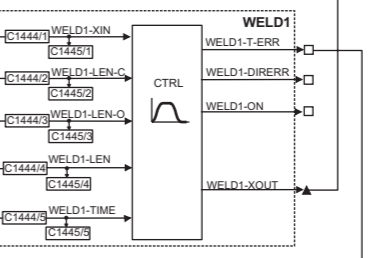 WELD1
C1444/1
WELD1-XIN
C1445/1
C1444/2
WELD1-LEN-C
C1445/2
C1444/3
WELD1-LEN-O
C1445/3
C1444/4
WELD1-LEN
C1445/4
C1444/5
WELD1-TIME
C1445/5
CTRL
WELD1-T-ERR
WELD1-DIRERR
WELD1-ON
WELD1-XOUT